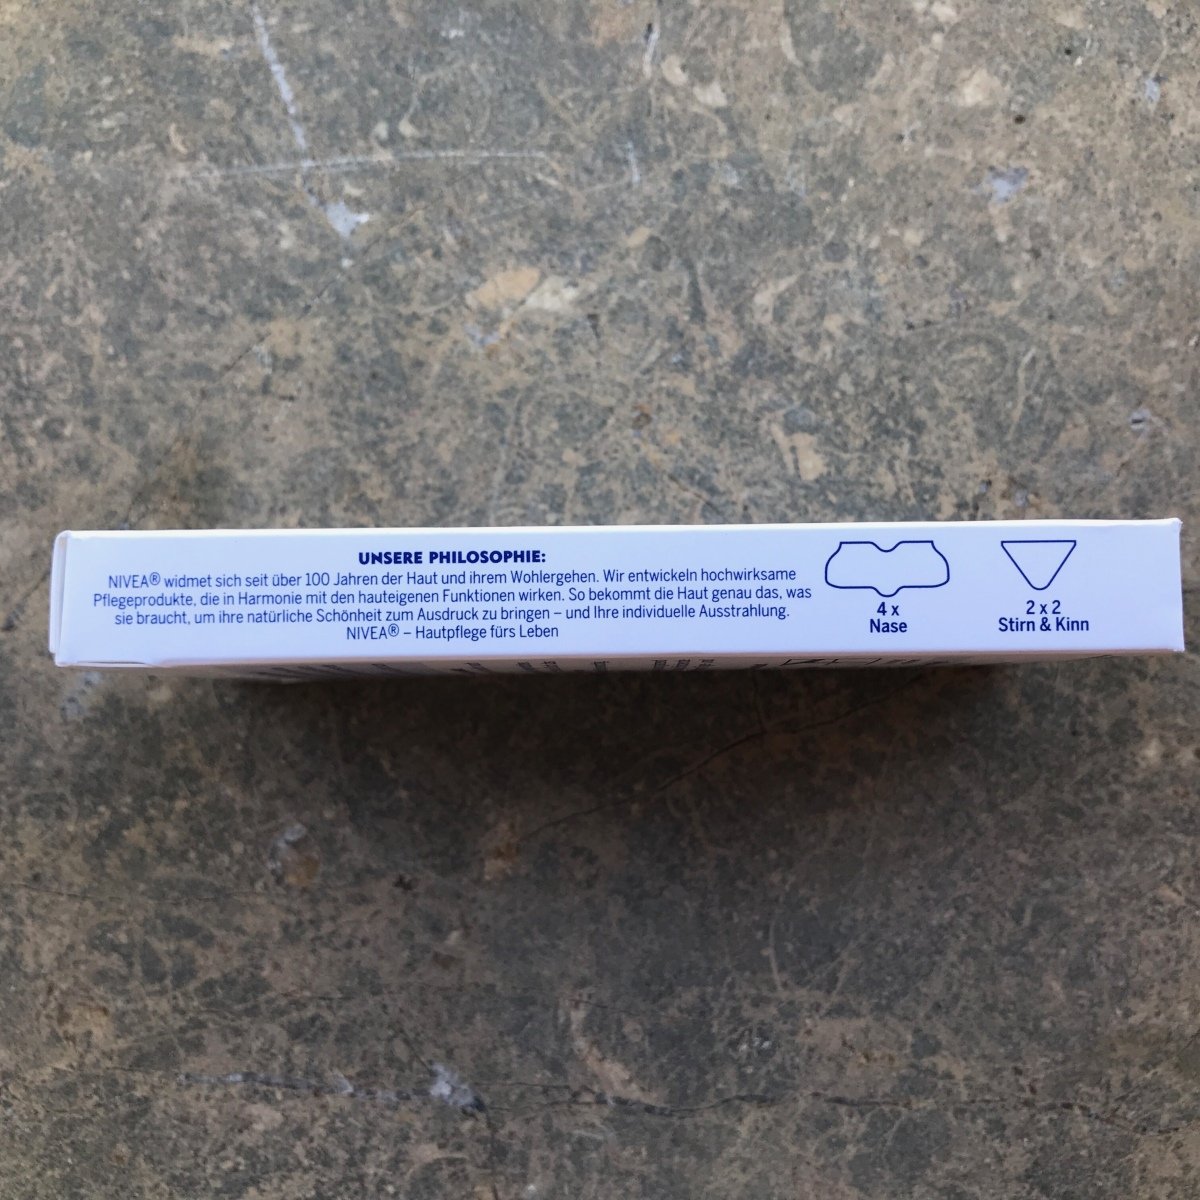 UNSERE PHILOSOPHIE:
NIVEA® widmet sich seit über 100 Jahren der Haut und ihrem Wohlergehen. Wir entwickeln hochwirksame
Pflegeprodukte, die in Harmonie mit den hauteigenen Funktionen wirken. So bekommt die Haut genau das, was
sie braucht, um ihre natürliche Schönheit zum Ausdruck zu bringen – und Ihre individuelle Ausstrahlung.
NIVEA® – Hautpflege fürs Leben
4 x
Nase
2 x 2
Stirn & Kinn